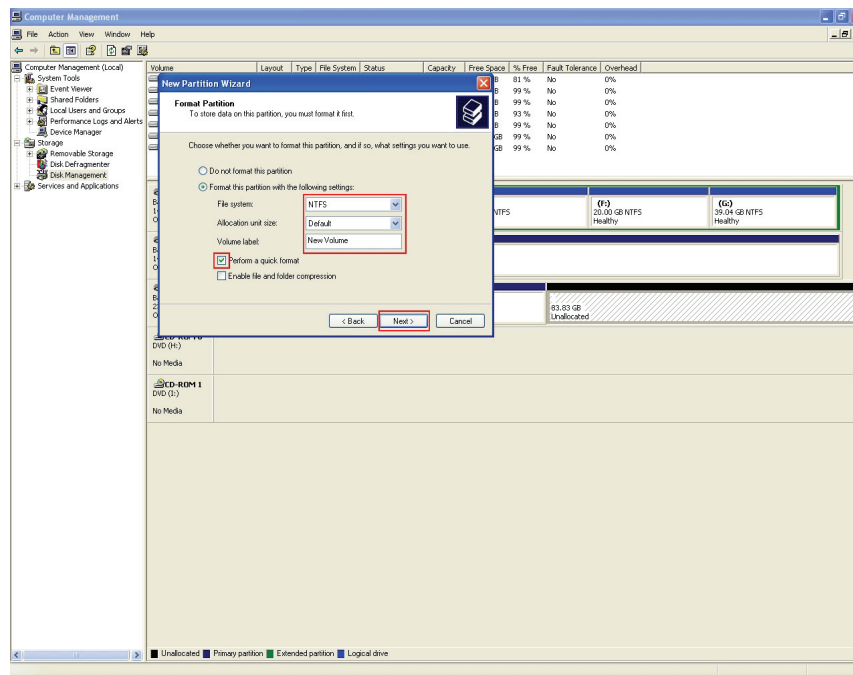 Computer Management
File Action View Window Help
Computer Management (Local)
System Tools
Event Viewer
Shared Folders
Local Users and Groups
Performance Logs and Alerts
Device Manager
Storage
Removable Storage
Disk Defragmenter
Disk Management
Services and Applications
Volume Layout Type File System Status Capacity Free Space % Free Fault Tolerance Overhead
B 81 % No 0%
B 99 % No 0%
B 99 % No 0%
B 93 % No 0%
B 99 % No 0%
GB 99 % No 0%
GB 99 % No 0%
New Partition Wizard
Format Partition
To store data on this partition, you must format it first.
Choose whether you want to format this partition, and if so, what settings you want to use.
Do not format this partition
Format this partition with the following settings:
File system: NTFS
Allocation unit size: Default
Volume label: New Volume
Perform a quick format
Enable file and folder compression
< Back Next > Cancel
NTFS
(F:)
20.00 GB NTFS
Healthy
(G:)
39.04 GB NTFS
Healthy
83.83 GB
Unallocated
DVD (H:)
No Media
CD-ROM 1
DVD (I:)
No Media
Unallocated Primary partition Extended partition Logical drive